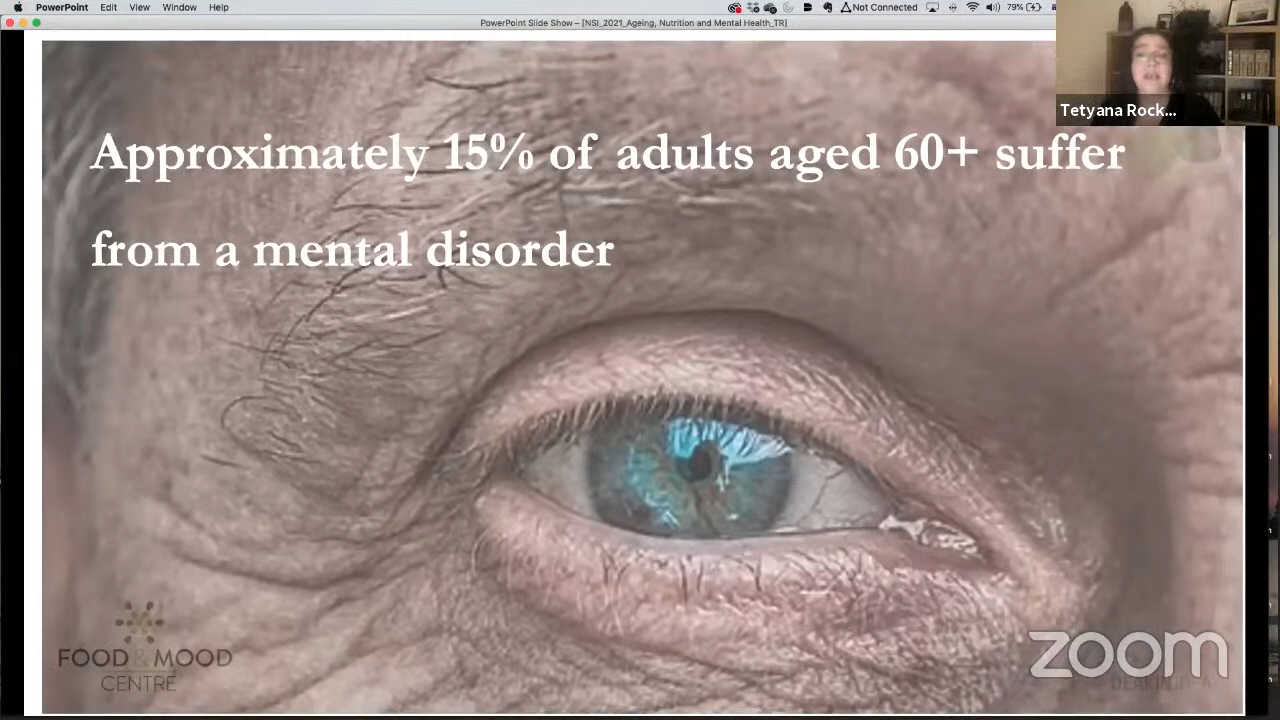 PowerPoint Edit View Window Help
Not Connected 79%
PowerPoint Slide Show – [NSI_2021_Ageing, Nutrition and Mental Health_TR]
Tetyana Rock...
Approximately 15% of adults aged 60+ suffer
from a mental disorder
FOOD & MOOD
CENTRE
zoom